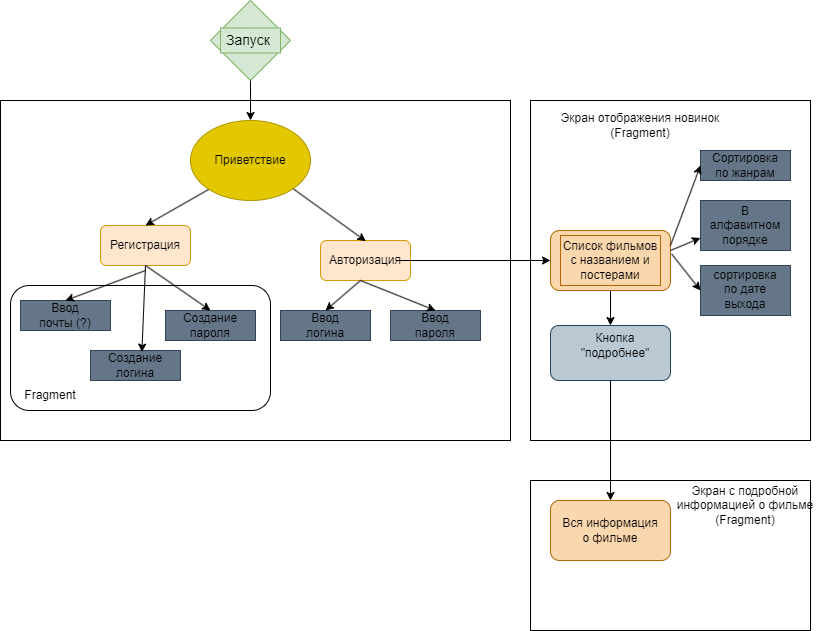 Запуск
Приветствие
Регистрация
Авторизация
Ввод
почты (?)
Создание
пароля
Создание
логина
Fragment
Ввод
логина
Ввод
пароля
Экран отображения новинок
(Fragment)
Список фильмов
с названием и
постерами
Сортировка
по жанрам
В
алфавитном
порядке
сортировка
по дате
выхода
Кнопка
"подробнее"
Экран с подробной
информацией о фильме
(Fragment)
Вся информация
о фильме